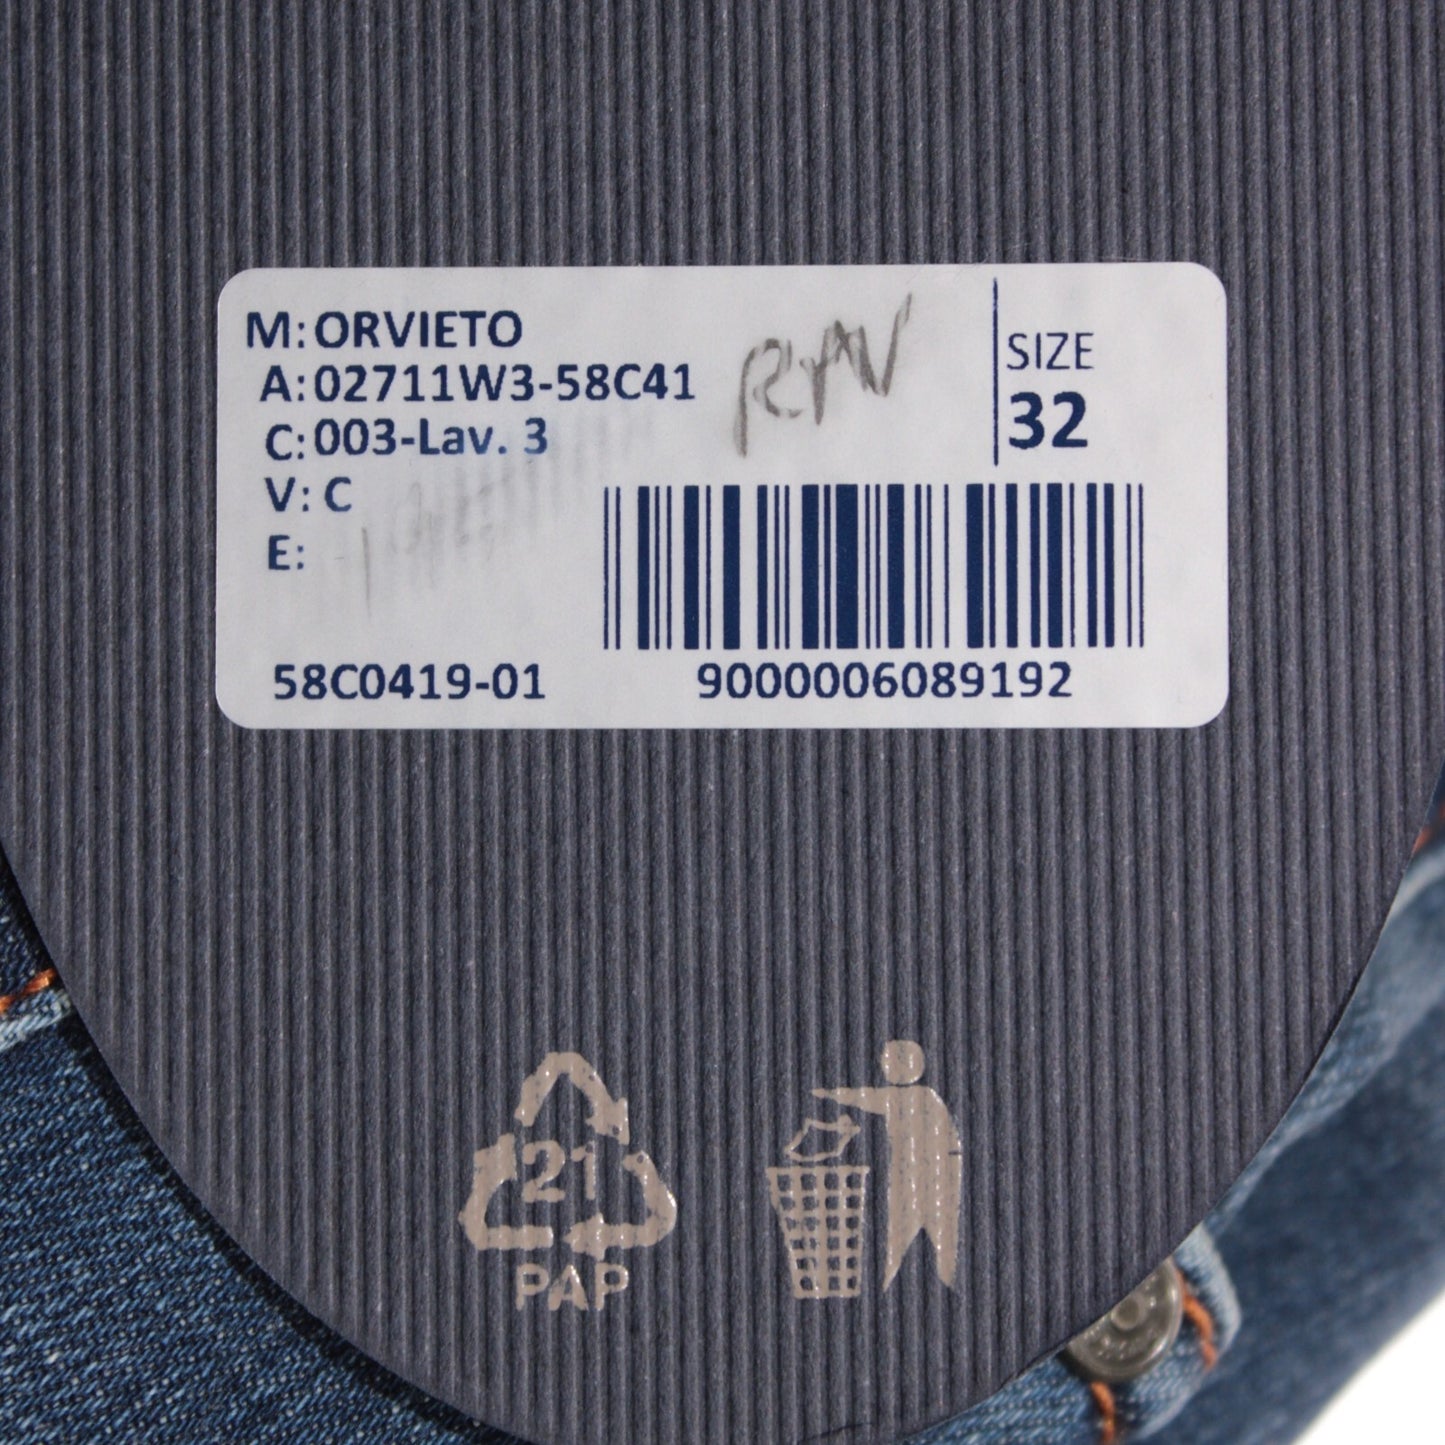 M: ORVIETO
A: 02711W3-58C41
C: 003-Lav. 3
V: C
E:
SIZE
32
58C0419-01
9000006089192
21
PAP